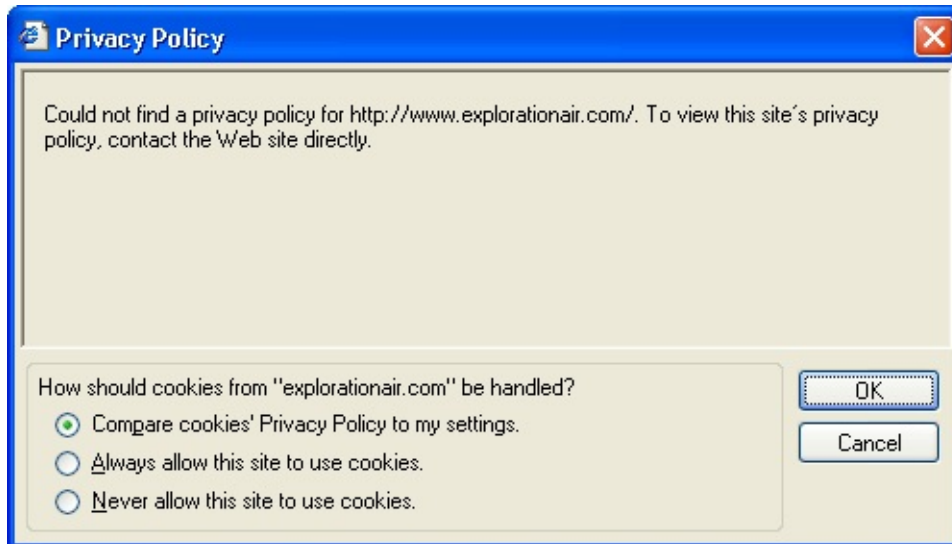 Privacy Policy
Could not find a privacy policy for http://www.explorationair.com/. To view this site´s privacy
policy, contact the Web site directly.
How should cookies from "explorationair.com" be handled?
Compare cookies' Privacy Policy to my settings.
Always allow this site to use cookies.
Never allow this site to use cookies.
OK
Cancel